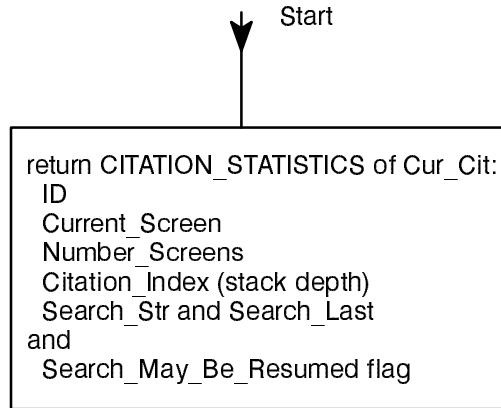 Start
return CITATION_STATISTICS of Cur_Cit:
ID
Current_Screen
Number_Screens
Citation_Index (stack depth)
Search_Str and Search_Last
and
Search_May_Be_Resumed flag